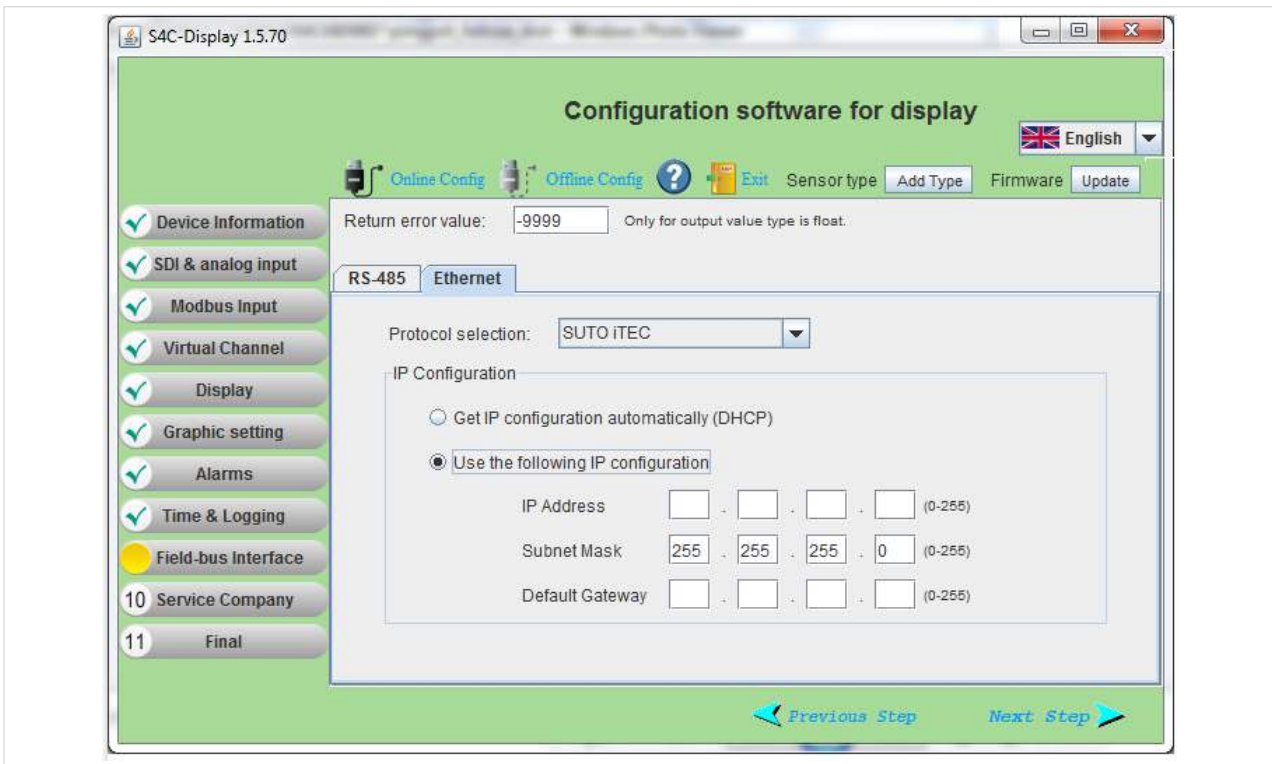 S4C-Display 1.5.70
Configuration software for display
English
Online Config Offline Config ? Exit Sensor type Add Type Firmware Update
Device Information
SDI & analog input
Modbus Input
Virtual Channel
Display
Graphic setting
Alarms
Time & Logging
Field-bus Interface
10 Service Company
11 Final
Return error value: -9999 Only for output value type is float.
RS-485 Ethernet
Protocol selection: SUTO iTEC
IP Configuration
Get IP configuration automatically (DHCP)
Use the following IP configuration
IP Address . . . (0-255)
Subnet Mask 255 . 255 . 255 . 0 (0-255)
Default Gateway . . . (0-255)
Previous Step Next Step